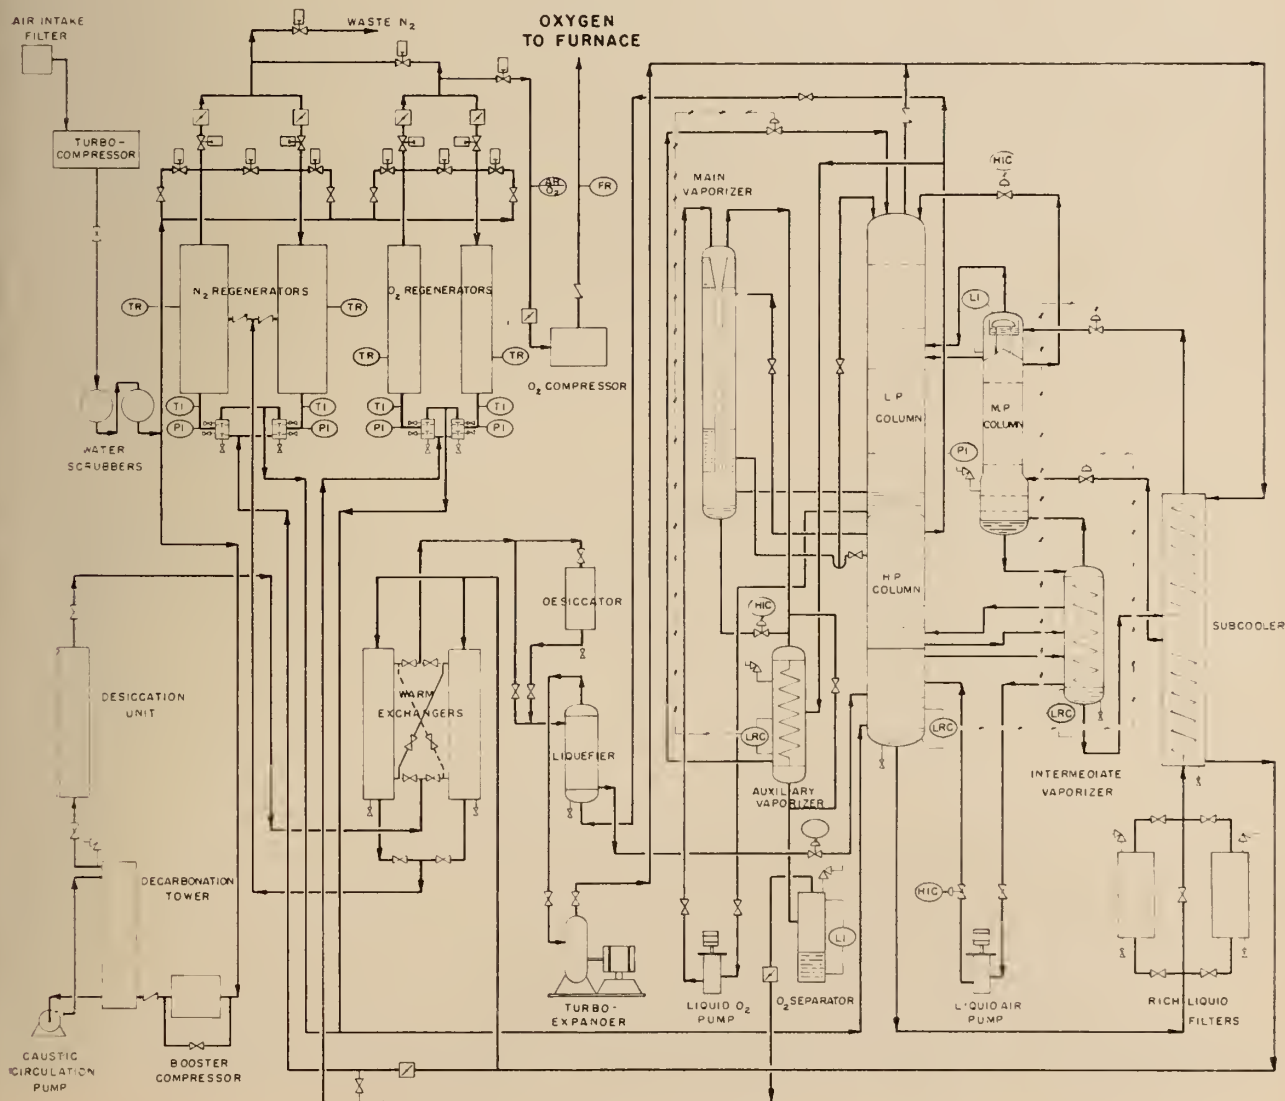 AIR INTAKE
FILTER
WASTE N₂
OXYGEN
TO FURNACE
TURBO-
COMPRESSOR
AR
O₂
FR
MAIN
VAPORIZER
HIC
N₂ REGENERATORS
O₂ REGENERATORS
TR
TR
TR
TR
LI
O₂ COMPRESSOR
TI
TI
TI
TI
PI
PI
PI
PI
L.P.
COLUMN
M.P.
COLUMN
WATER
SCRUBBERS
PI
DESICCATOR
HIC
H.P.
COLUMN
SUBCOOLER
DESICCATION
UNIT
WARM
EXCHANGERS
LIQUEFIER
LRC
LRC
LRC
AUXILIARY
VAPORIZER
INTERMEDIATE
VAPORIZER
DECARBONATION
TOWER
HIC
LI
TURBO-
EXPANDER
LIQUID O₂
PUMP
O₂ SEPARATOR
LIQUID AIR
PUMP
RICH LIQUID
FILTERS
CAUSTIC
CIRCULATION
PUMP
BOOSTER
COMPRESSOR